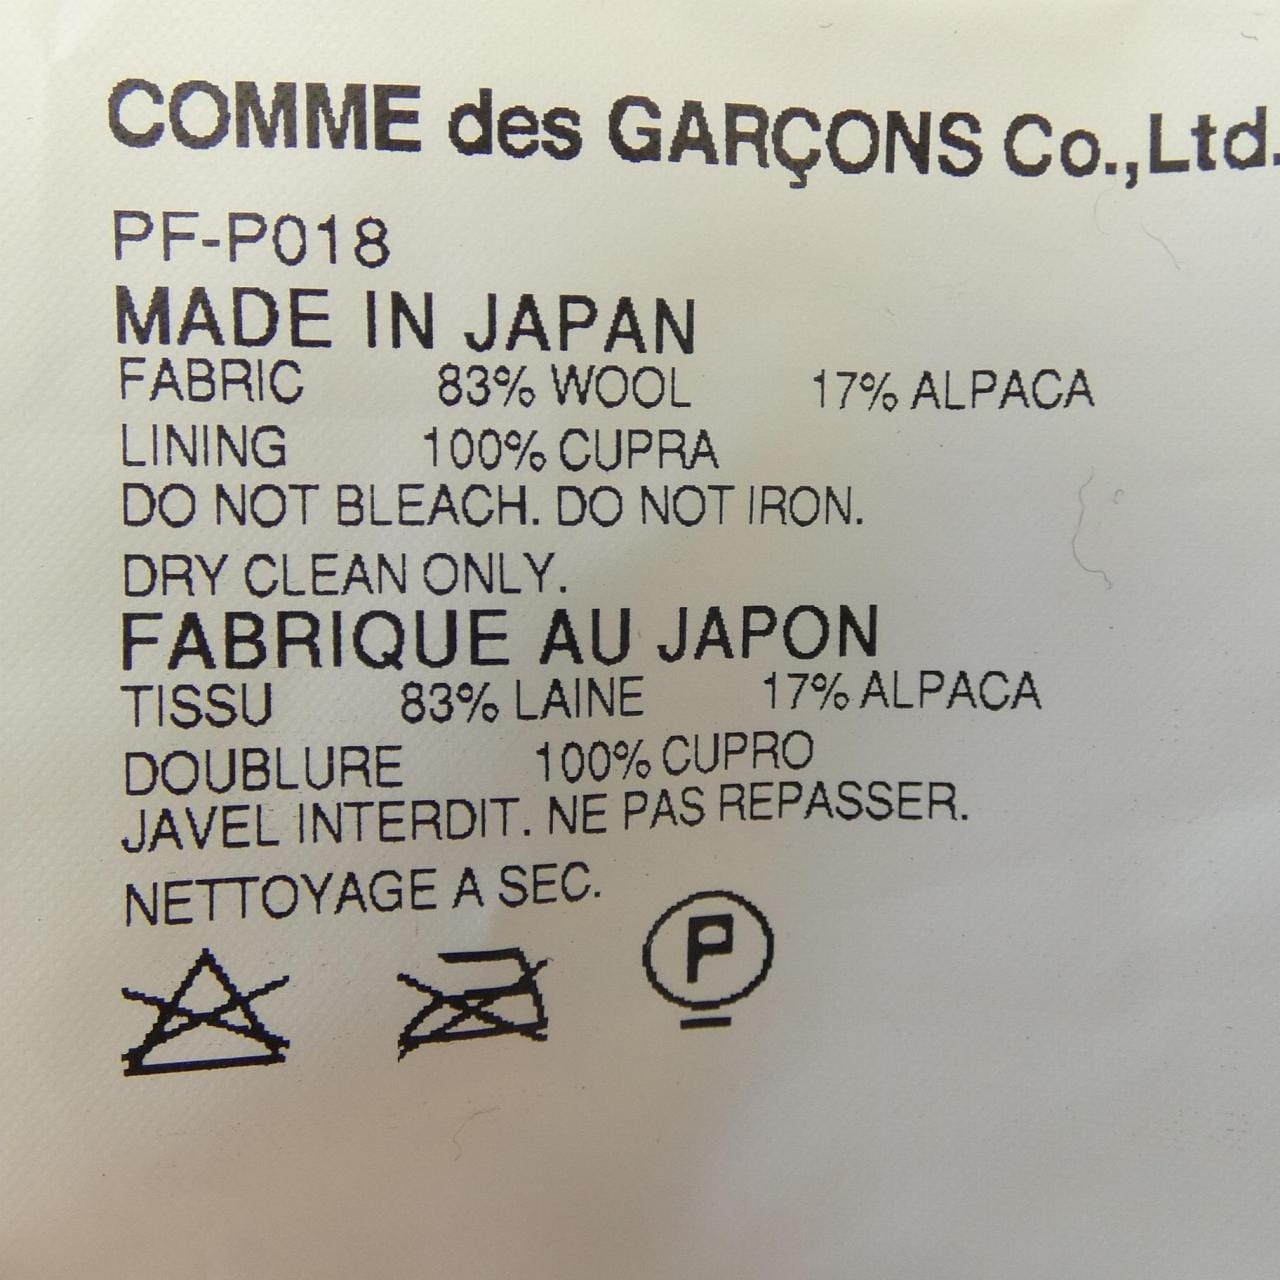 COMME des GARÇONS Co.,Ltd.
PF-P018
MADE IN JAPAN
FABRIC 83% WOOL 17% ALPACA
LINING 100% CUPRA
DO NOT BLEACH. DO NOT IRON.
DRY CLEAN ONLY.
FABRIQUE AU JAPON
TISSU 83% LAINE 17% ALPACA
DOUBLURE 100% CUPRO
JAVEL INTERDIT. NE PAS REPASSER.
NETTOYAGE A SEC.
P